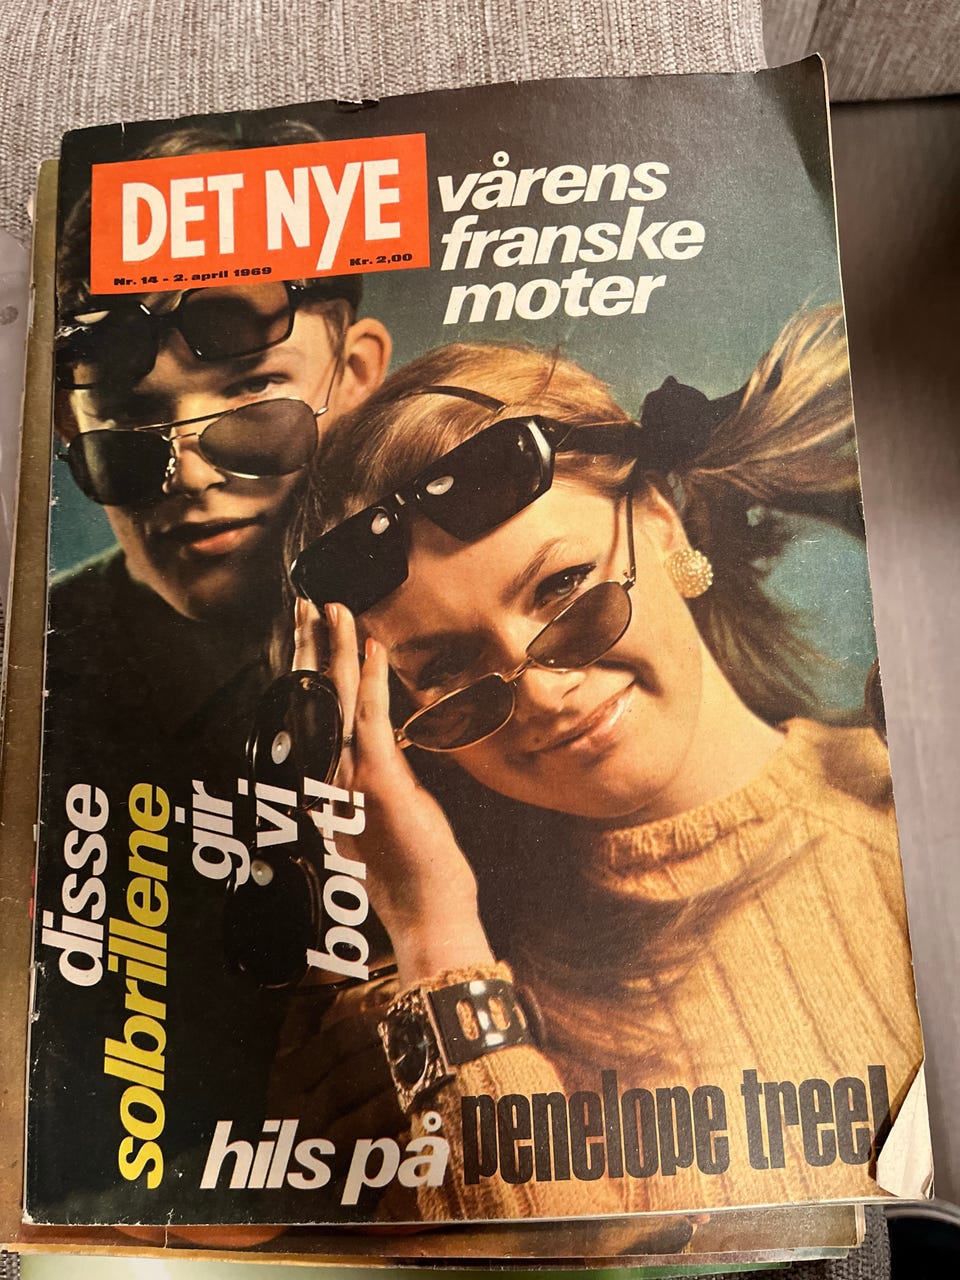 DET NYE
Nr. 14 - 2. april 1969
Kr. 2,00
vårens
franske
moter
disse
solbrillene
gir
vi
bort!
hils på penelope tree!